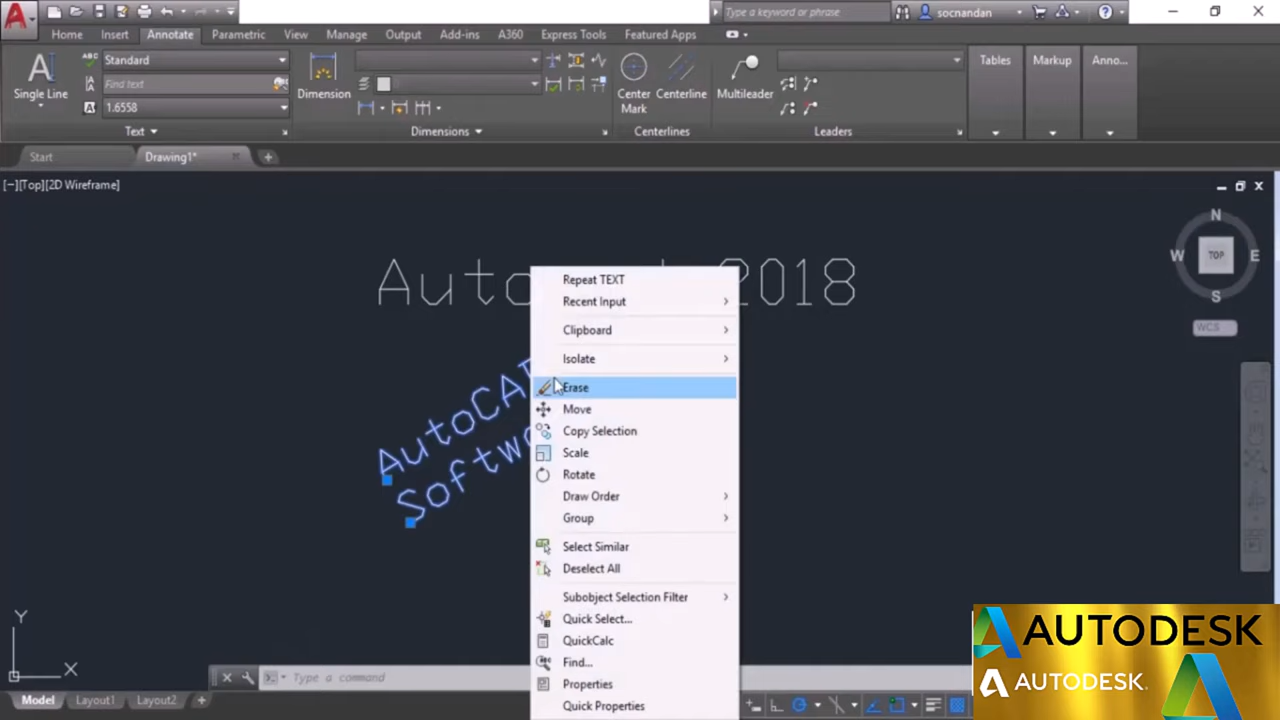 Type a keyword or phrase
socnandan
Home Insert Annotate Parametric View Manage Output Add-ins A360 Express Tools Featured Apps
Single Line
ABC
Standard
Find text
1.6558
Text
Dimension
Dimensions
Center Mark
Centerline
Centerlines
Multileader
Leaders
Tables
Markup
Anno...
Start
Drawing1*
[−][Top][2D Wireframe]
N
W TOP E
S
WCS
2018
AutoCAD
Softw
Repeat TEXT
Recent Input
Clipboard
Isolate
Erase
Move
Copy Selection
Scale
Rotate
Draw Order
Group
Select Similar
Deselect All
Subobject Selection Filter
Quick Select...
QuickCalc
Find...
Properties
Quick Properties
Y
X
Type a command
Model Layout1 Layout2
AUTODESK
AUTODESK.